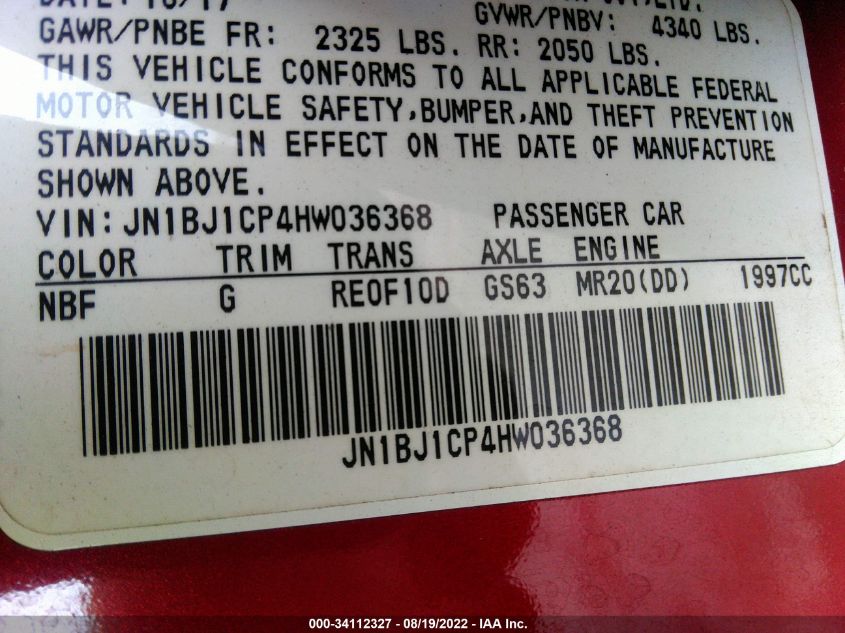 GVWR/PNBV: 4340 LBS.
GAWR/PNBE FR: 2325 LBS. RR: 2050 LBS.
THIS VEHICLE CONFORMS TO ALL APPLICABLE FEDERAL
MOTOR VEHICLE SAFETY,BUMPER,AND THEFT PREVENTION
STANDARDS IN EFFECT ON THE DATE OF MANUFACTURE
SHOWN ABOVE.
VIN:JN1BJ1CP4HW036368 PASSENGER CAR
COLOR TRIM TRANS AXLE ENGINE
NBF G RE0F10D GS63 MR20(DD) 1997CC
JN1BJ1CP4HW036368
000-34112327 - 08/19/2022 - IAA Inc.